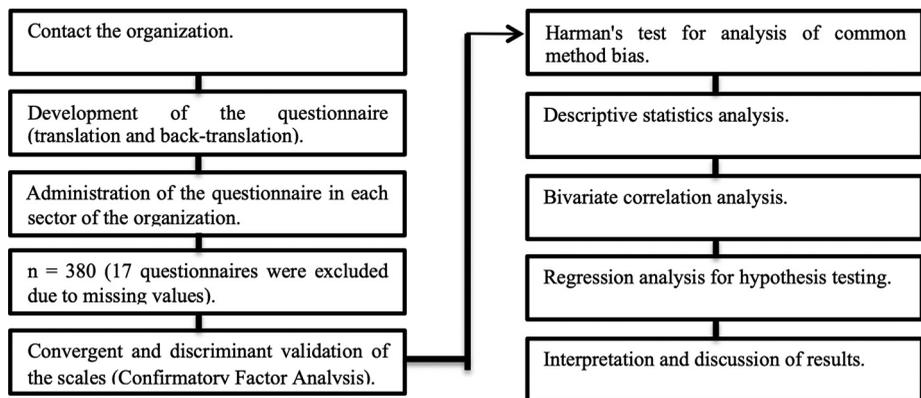 Contact the organization.
Development of the questionnaire
(translation and back-translation).
Administration of the questionnaire in each
sector of the organization.
n = 380 (17 questionnaires were excluded
due to missing values).
Convergent and discriminant validation of
the scales (Confirmatory Factor Analysis).
Harman's test for analysis of common
method bias.
Descriptive statistics analysis.
Bivariate correlation analysis.
Regression analysis for hypothesis testing.
Interpretation and discussion of results.